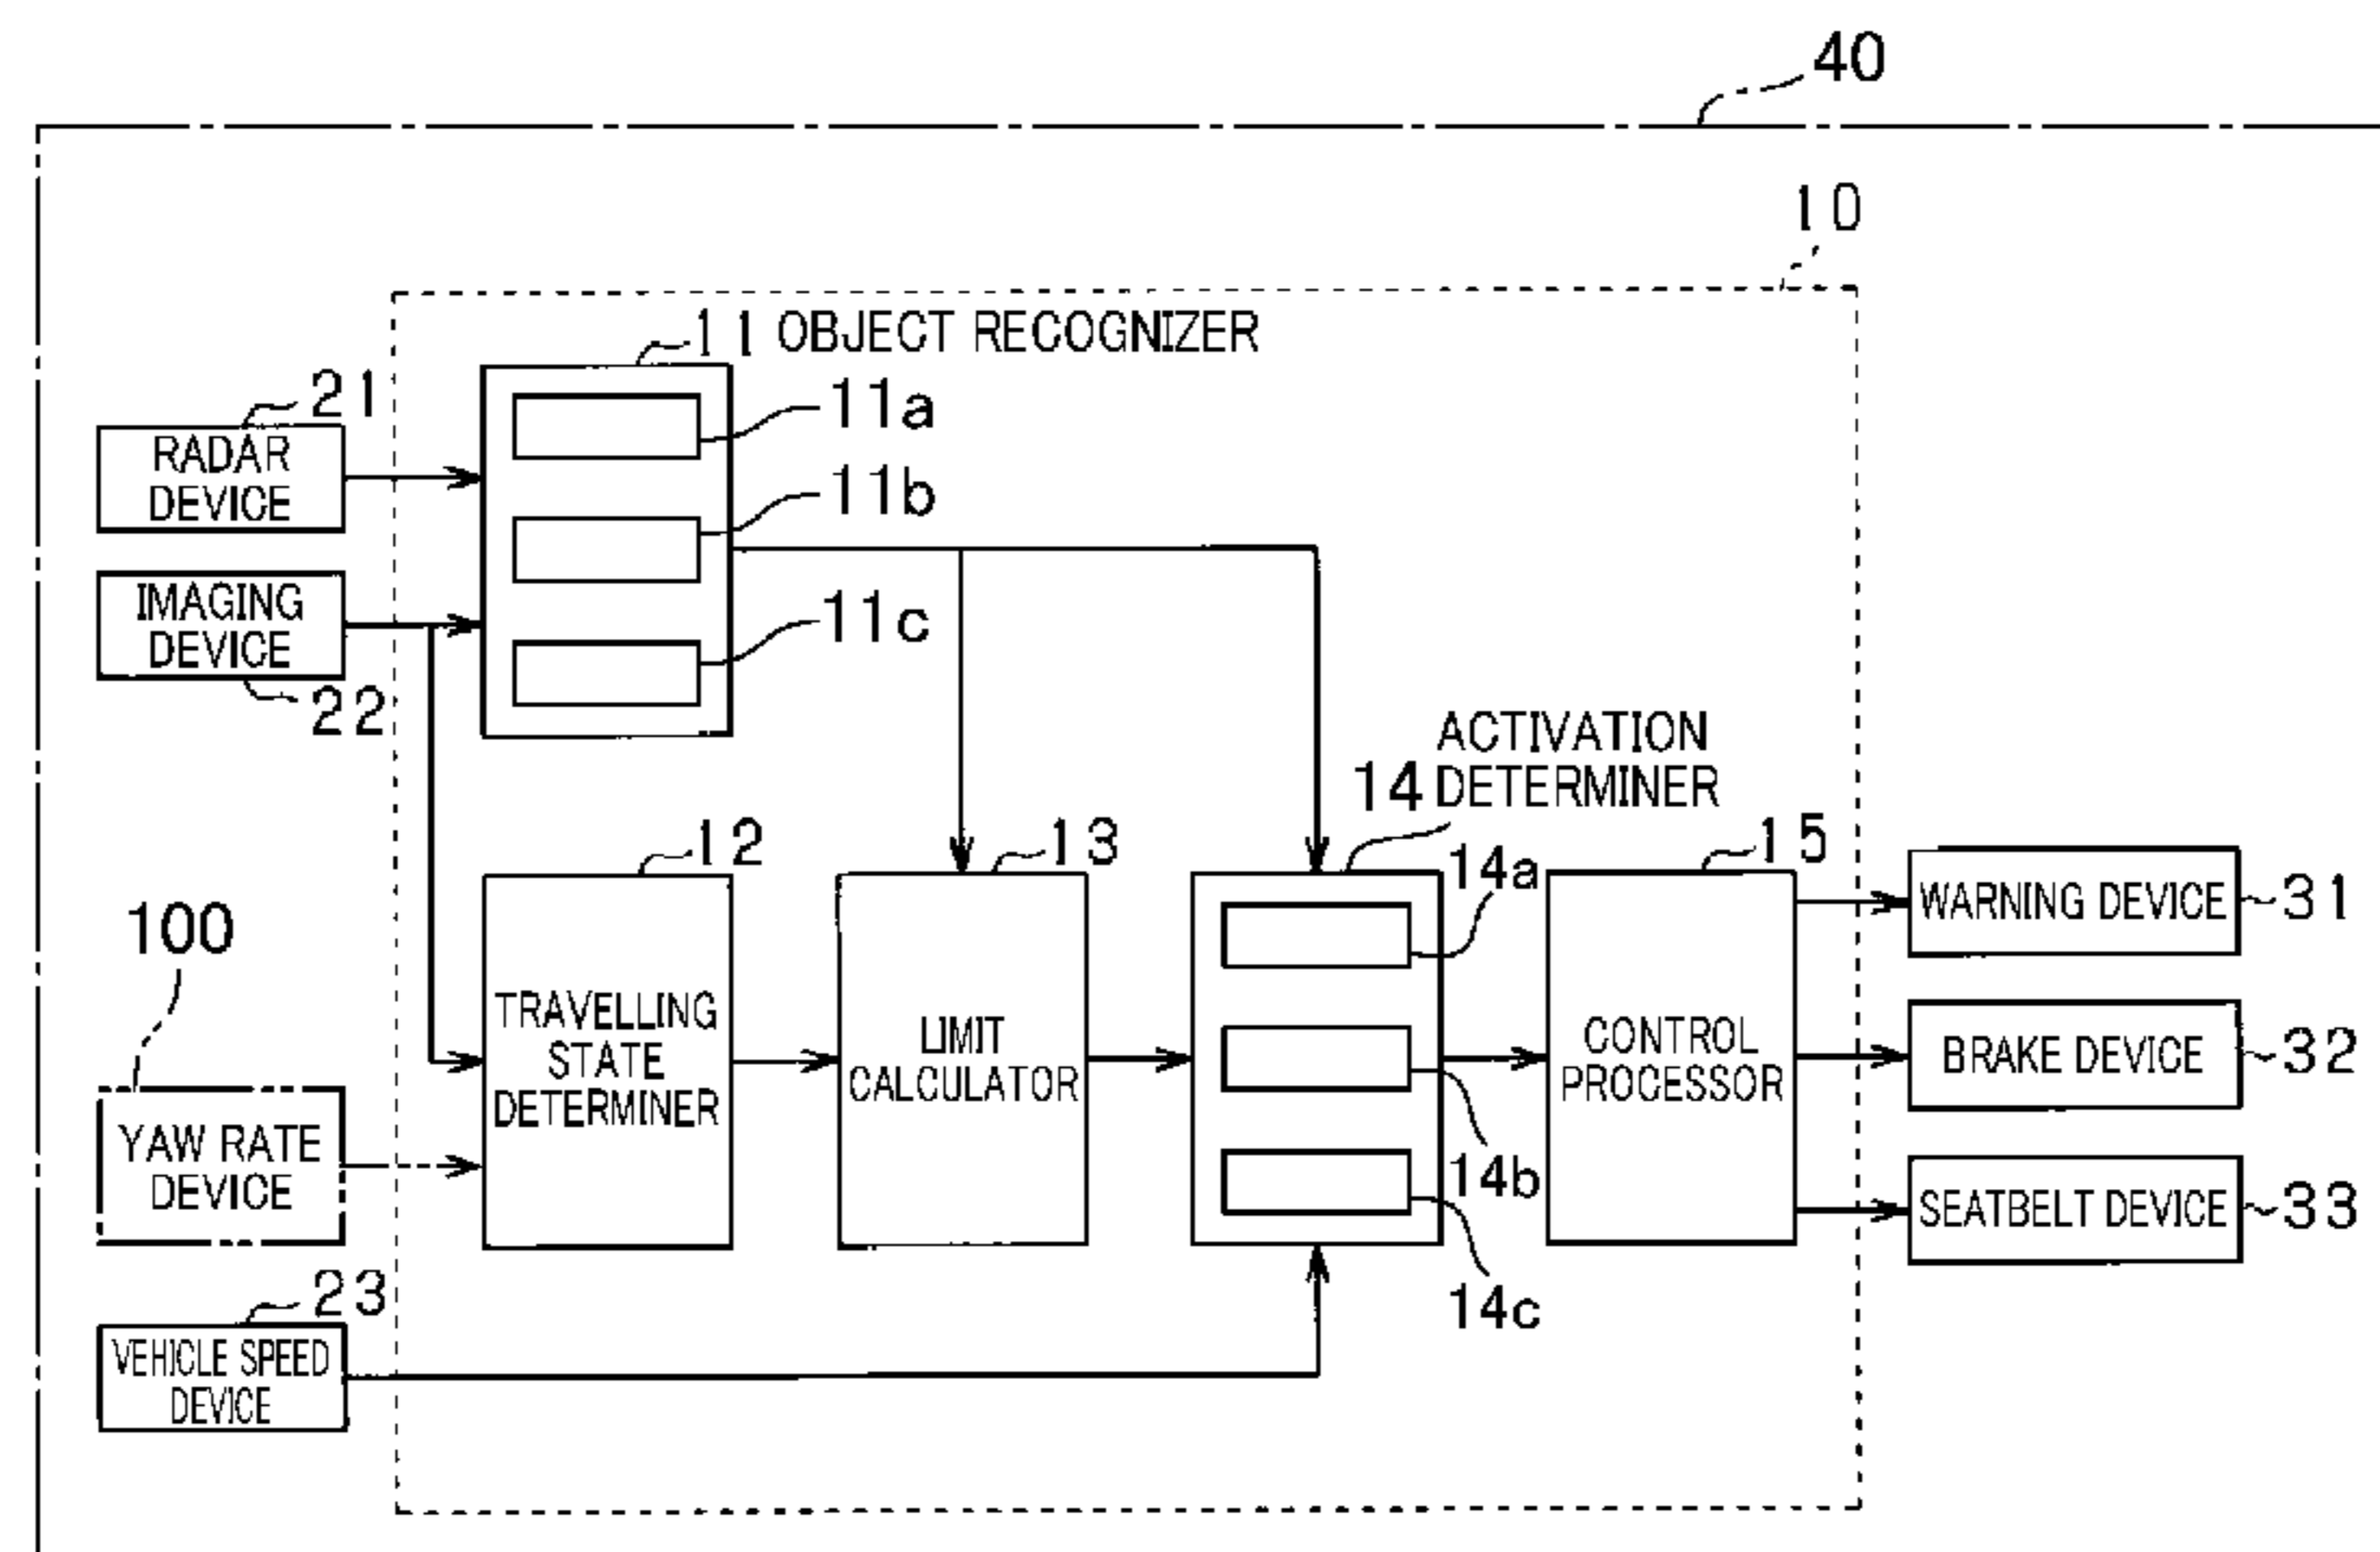 40
10
11 OBJECT RECOGNIZER
21
RADAR
DEVICE
11a
11b
IMAGING
DEVICE
11c
22
ACTIVATION
14 DETERMINER
12
13
14a
15
WARNING DEVICE
31
100
TRAVELLING
STATE
DETERMINER
LIMIT
CALCULATOR
CONTROL
PROCESSOR
BRAKE DEVICE
32
YAW RATE
DEVICE
14b
SEATBELT DEVICE
33
14c
23
VEHICLE SPEED
DEVICE